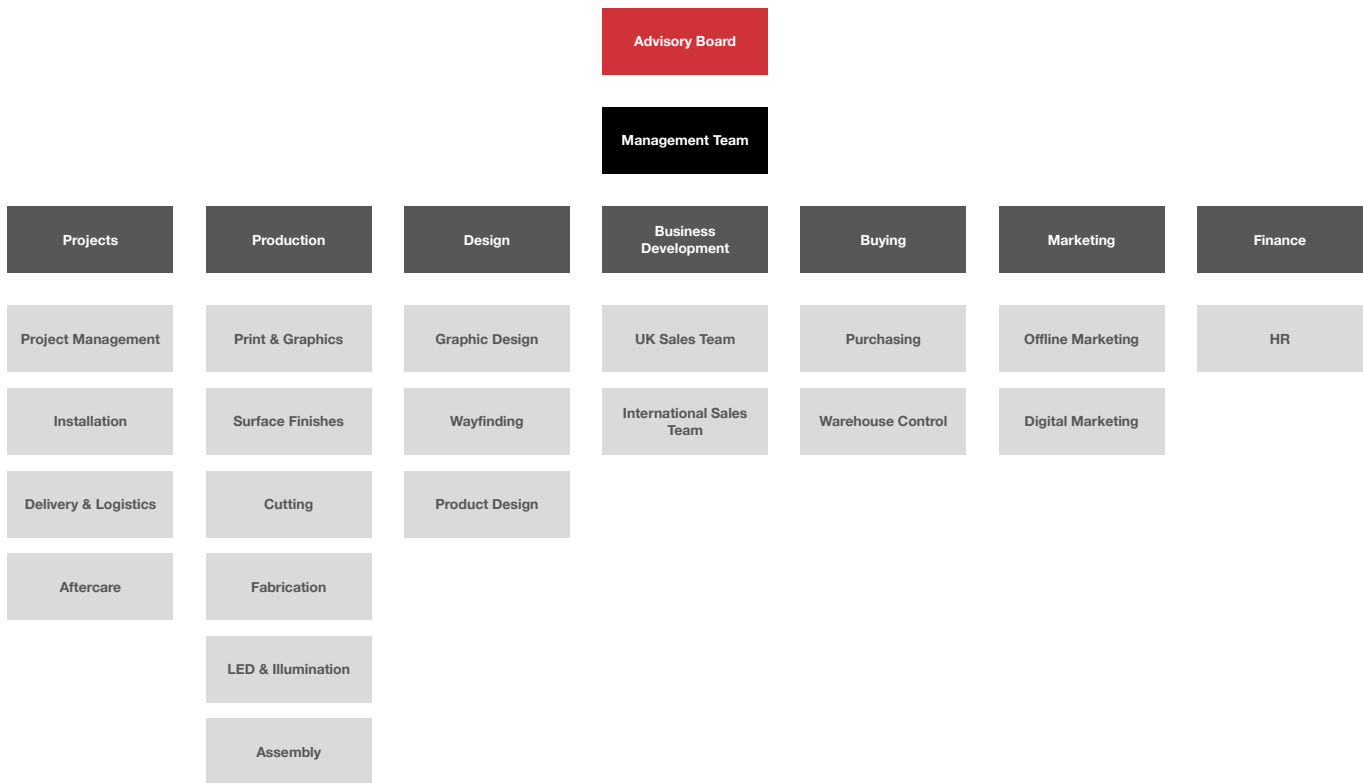 Advisory Board
Management Team
Projects
Production
Design
Business
Development
Buying
Marketing
Finance
Project Management
Print & Graphics
Graphic Design
UK Sales Team
Purchasing
Offline Marketing
HR
Installation
Surface Finishes
Wayfinding
International Sales
Team
Warehouse Control
Digital Marketing
Delivery & Logistics
Cutting
Product Design
Aftercare
Fabrication
LED & Illumination
Assembly